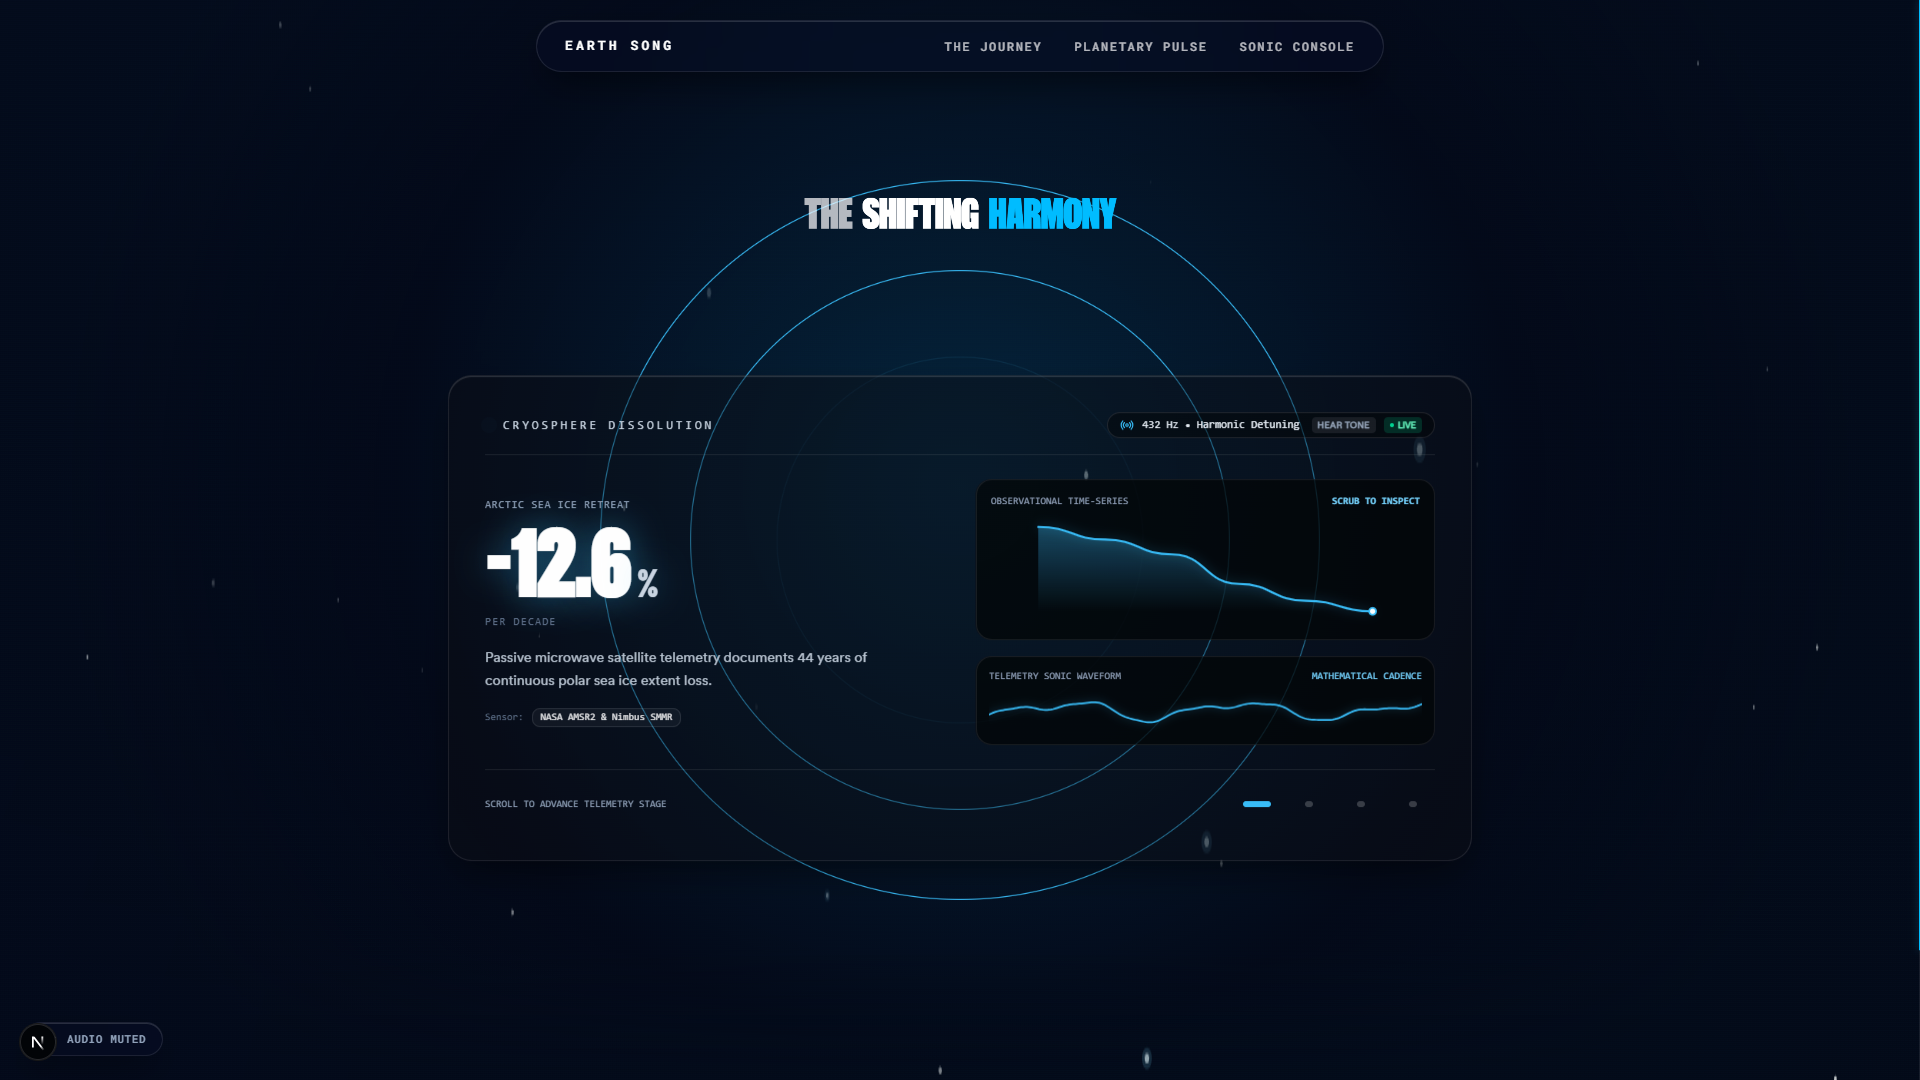 EARTH SONG
THE JOURNEY PLANETARY PULSE SONIC CONSOLE
THE SHIFTING HARMONY
CRYOSPHERE DISSOLUTION
432 Hz • Harmonic Detuning HEAR TONE • LIVE
ARCTIC SEA ICE RETREAT
-12.6%
PER DECADE
Passive microwave satellite telemetry documents 44 years of
continuous polar sea ice extent loss.
Sensor: NASA AMSR2 & Nimbus SMMR
OBSERVATIONAL TIME-SERIES SCRUB TO INSPECT
TELEMETRY SONIC WAVEFORM MATHEMATICAL CADENCE
SCROLL TO ADVANCE TELEMETRY STAGE
N AUDIO MUTED